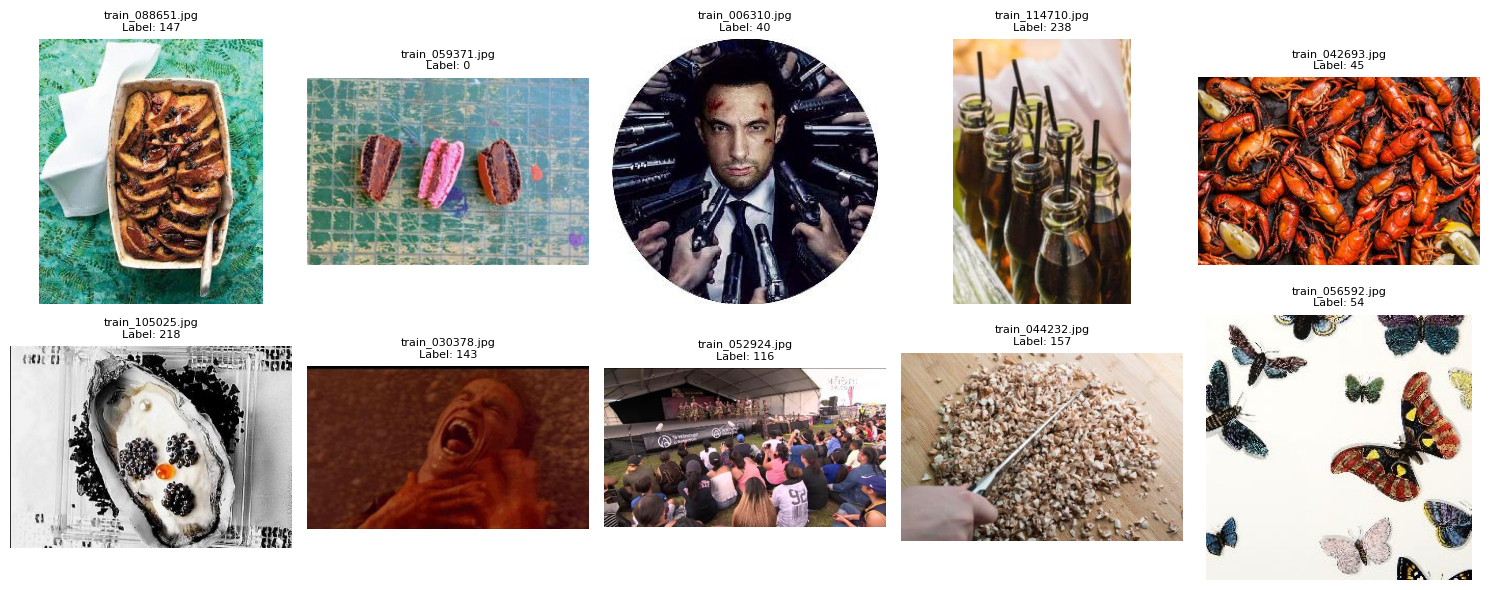 train_088651.jpg
Label: 147
train_059371.jpg
Label: 0
train_006310.jpg
Label: 40
train_114710.jpg
Label: 238
train_042693.jpg
Label: 45
train_105025.jpg
Label: 218
train_030378.jpg
Label: 143
train_052924.jpg
Label: 116
92
train_044232.jpg
Label: 157
train_056592.jpg
Label: 54